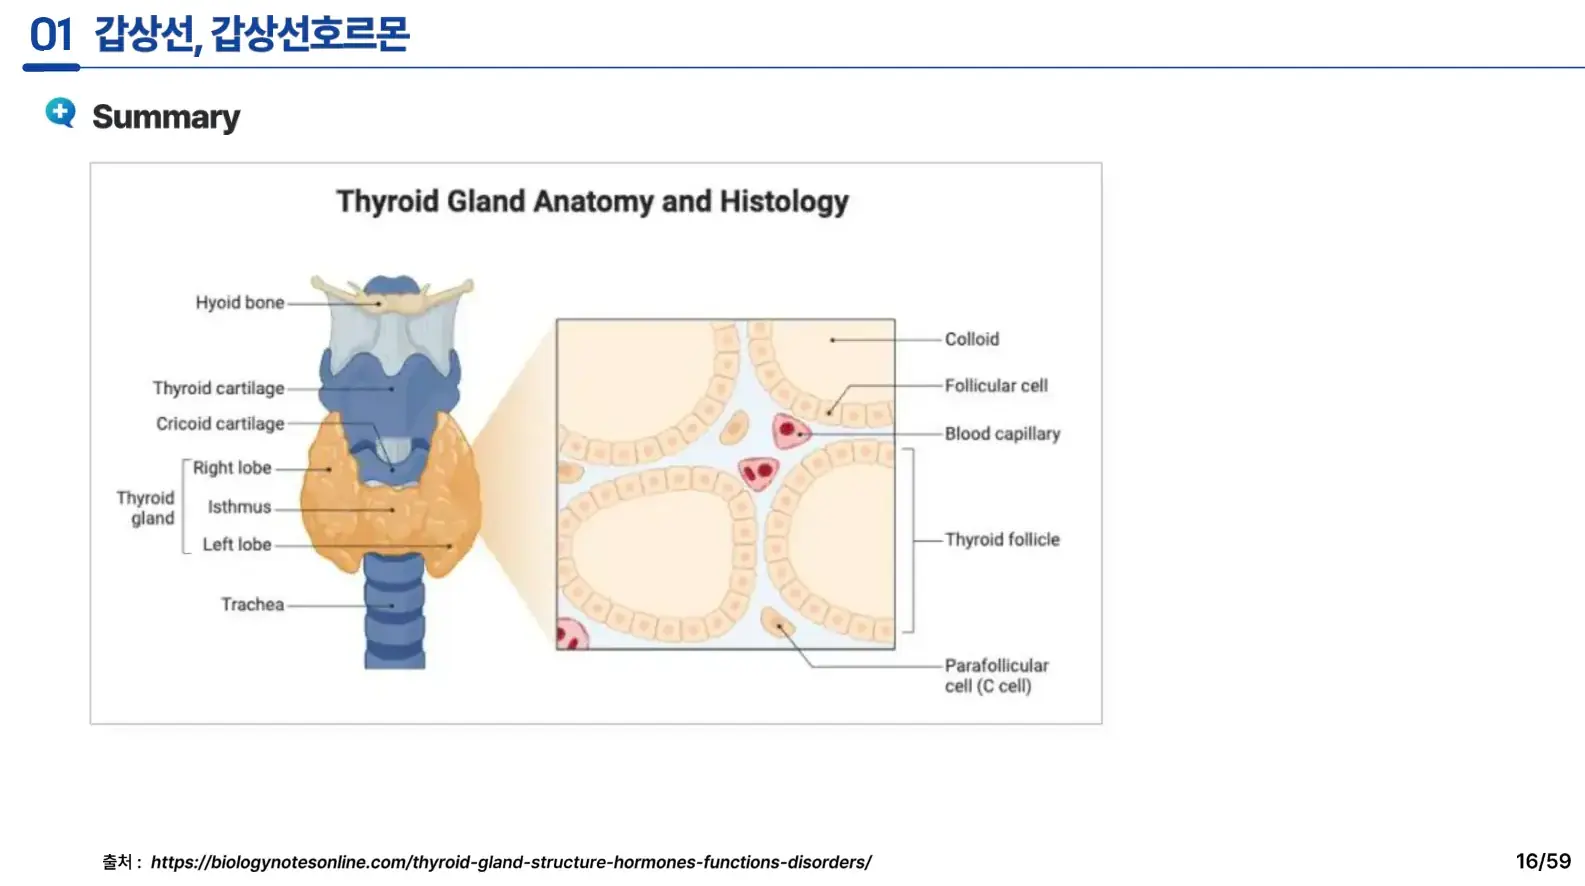 01 갑상선, 갑상선호르몬
Summary
Thyroid Gland Anatomy and Histology
Hyoid bone
Thyroid cartilage
Cricoid cartilage
Right lobe
Thyroid
gland
Isthmus
Left lobe
Trachea
Colloid
Follicular cell
Blood capillary
Thyroid follicle
Parafollicular
cell (C cell)
출처 : https://biologynotesonline.com/thyroid-gland-structure-hormones-functions-disorders/
16/59